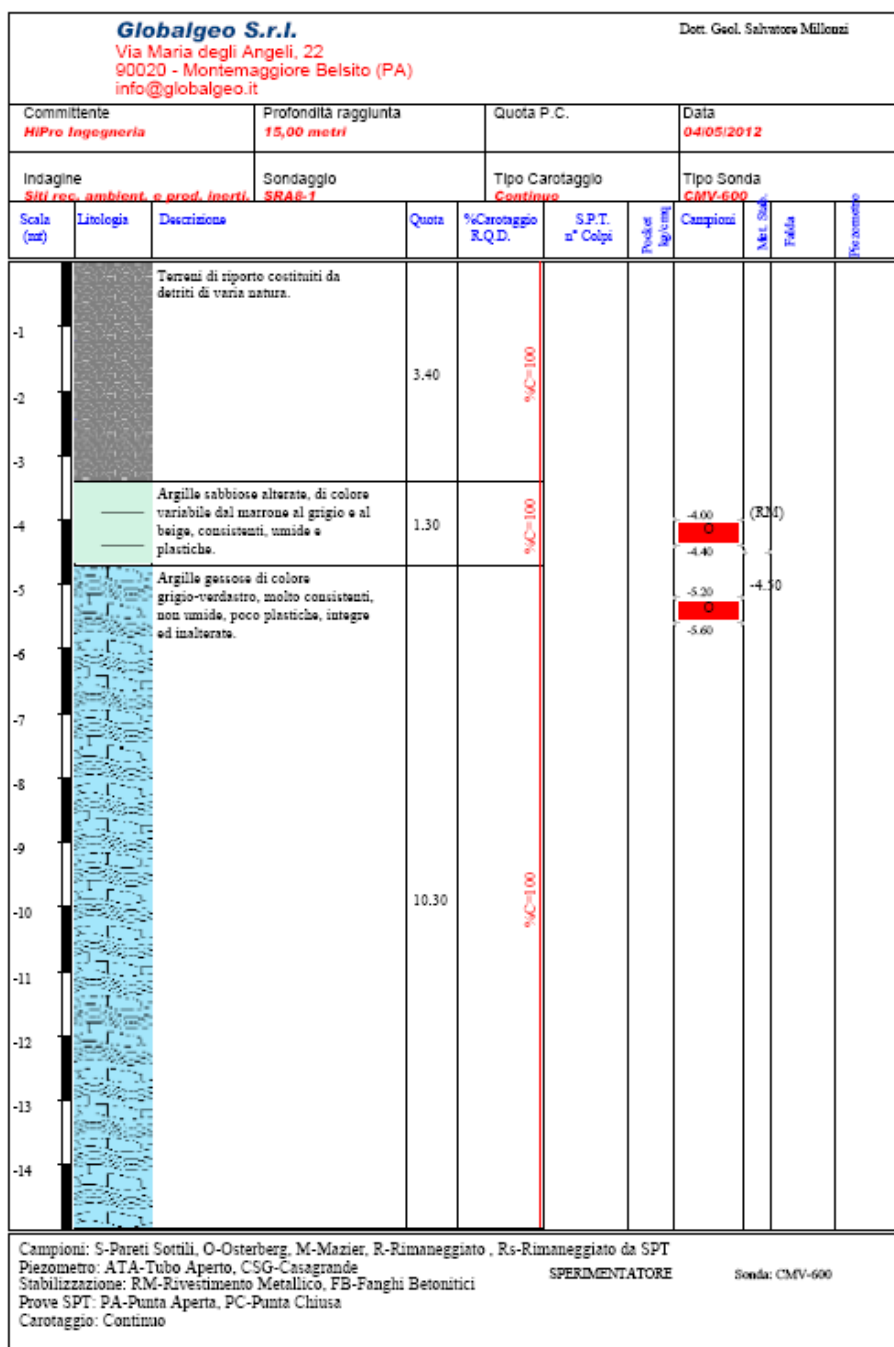 Globalgeo S.r.l.
Via Maria degli Angeli, 22
90020 - Montemaggiore Belsito (PA)
info@globalgeo.it
Dott. Geol. Salvatore Millonzi
Committente
HiPro Ingegneria
Profondità raggiunta
15,00 metri
Quota P.C.
Data
04/05/2012
Indagine
Siti rec. ambient. e prod. inerti.
Sondaggio
SRA8-1
Tipo Carotaggio
Continuo
Tipo Sonda
CMV-600
Scala
(mt)
Litologia
Descrizione
Quota
%Carotaggio
R.Q.D.
S.P.T.
n° Colpi
Pocket
kg/cmq
Campioni
Met. Stab.
Falda
Piezometro
Terreni di riporto costituiti da
detriti di varia natura.
-1
3.40
%C=100
-2
-3
Argille sabbiose alterate, di colore
variabile dal marrone al grigio e al
beige, consistenti, umide e
plastiche.
-4
1.30
%C=100
-4.00
O
-4.40
(RM)
-4.50
Argille gessose di colore
grigio-verdastro, molto consistenti,
non umide, poco plastiche, integre
ed inalterate.
-5
-5.20
O
-5.60
-6
-7
-8
-9
-10
10.30
%C=100
-11
-12
-13
-14
Campioni: S-Pareti Sottili, O-Osterberg, M-Mazier, R-Rimaneggiato , Rs-Rimaneggiato da SPT
Piezometro: ATA-Tubo Aperto, CSG-Casagrande
Stabilizzazione: RM-Rivestimento Metallico, FB-Fanghi Betonitici
Prove SPT: PA-Punta Aperta, PC-Punta Chiusa
Carotaggio: Continuo
SPERIMENTATORE
Sonda: CMV-600